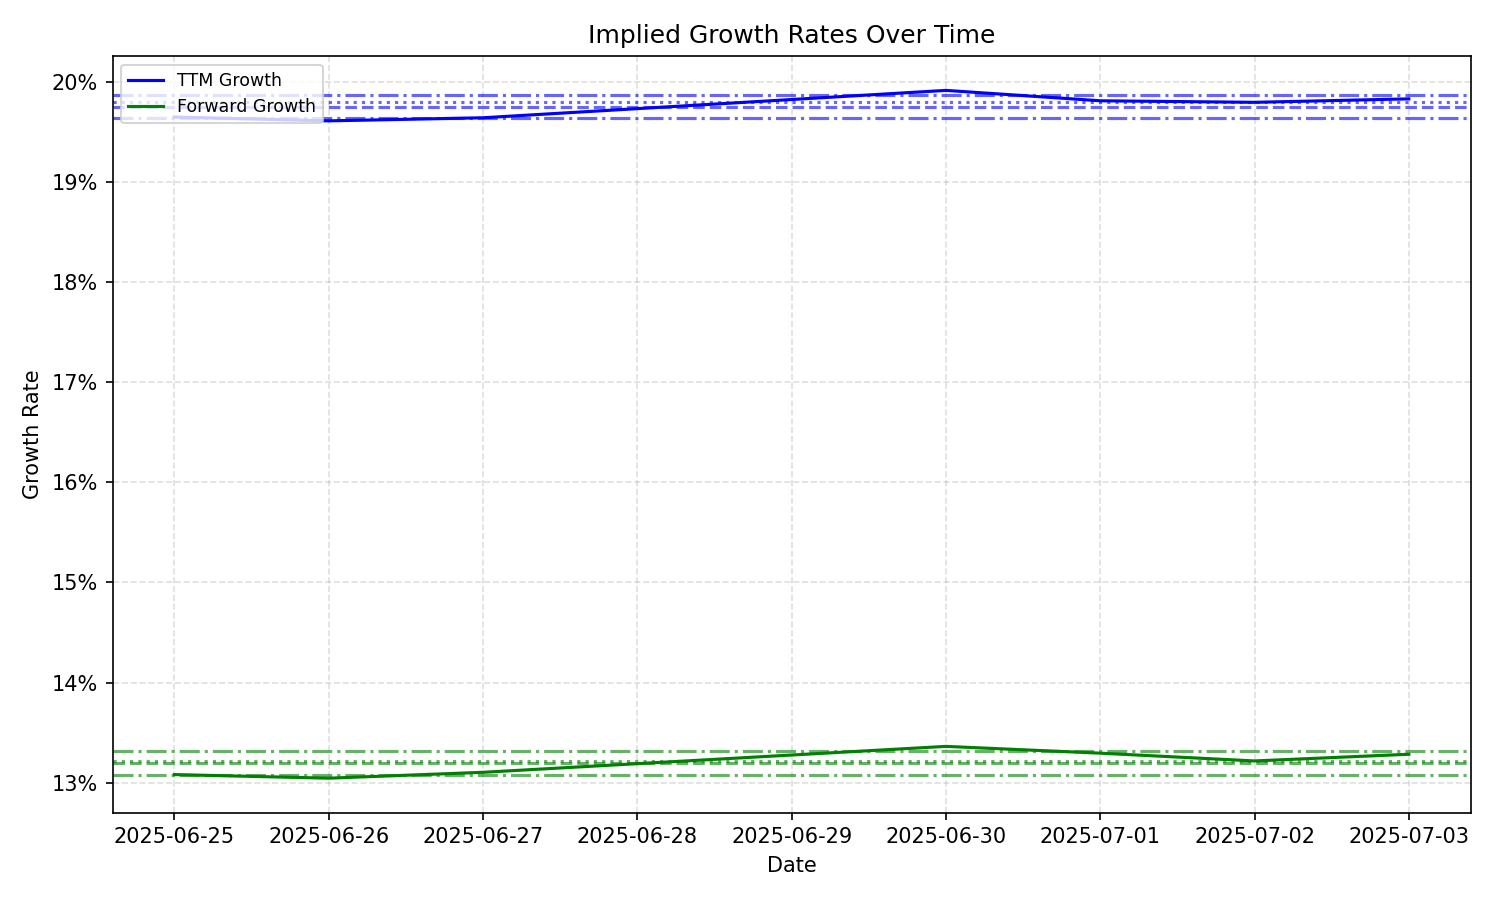 Implied Growth Rates Over Time
TTM Growth
Forward Growth
20%
19%
18%
17%
16%
15%
14%
13%
Growth Rate
2025-06-25 2025-06-26 2025-06-27 2025-06-28 2025-06-29 2025-06-30 2025-07-01 2025-07-02 2025-07-03
Date